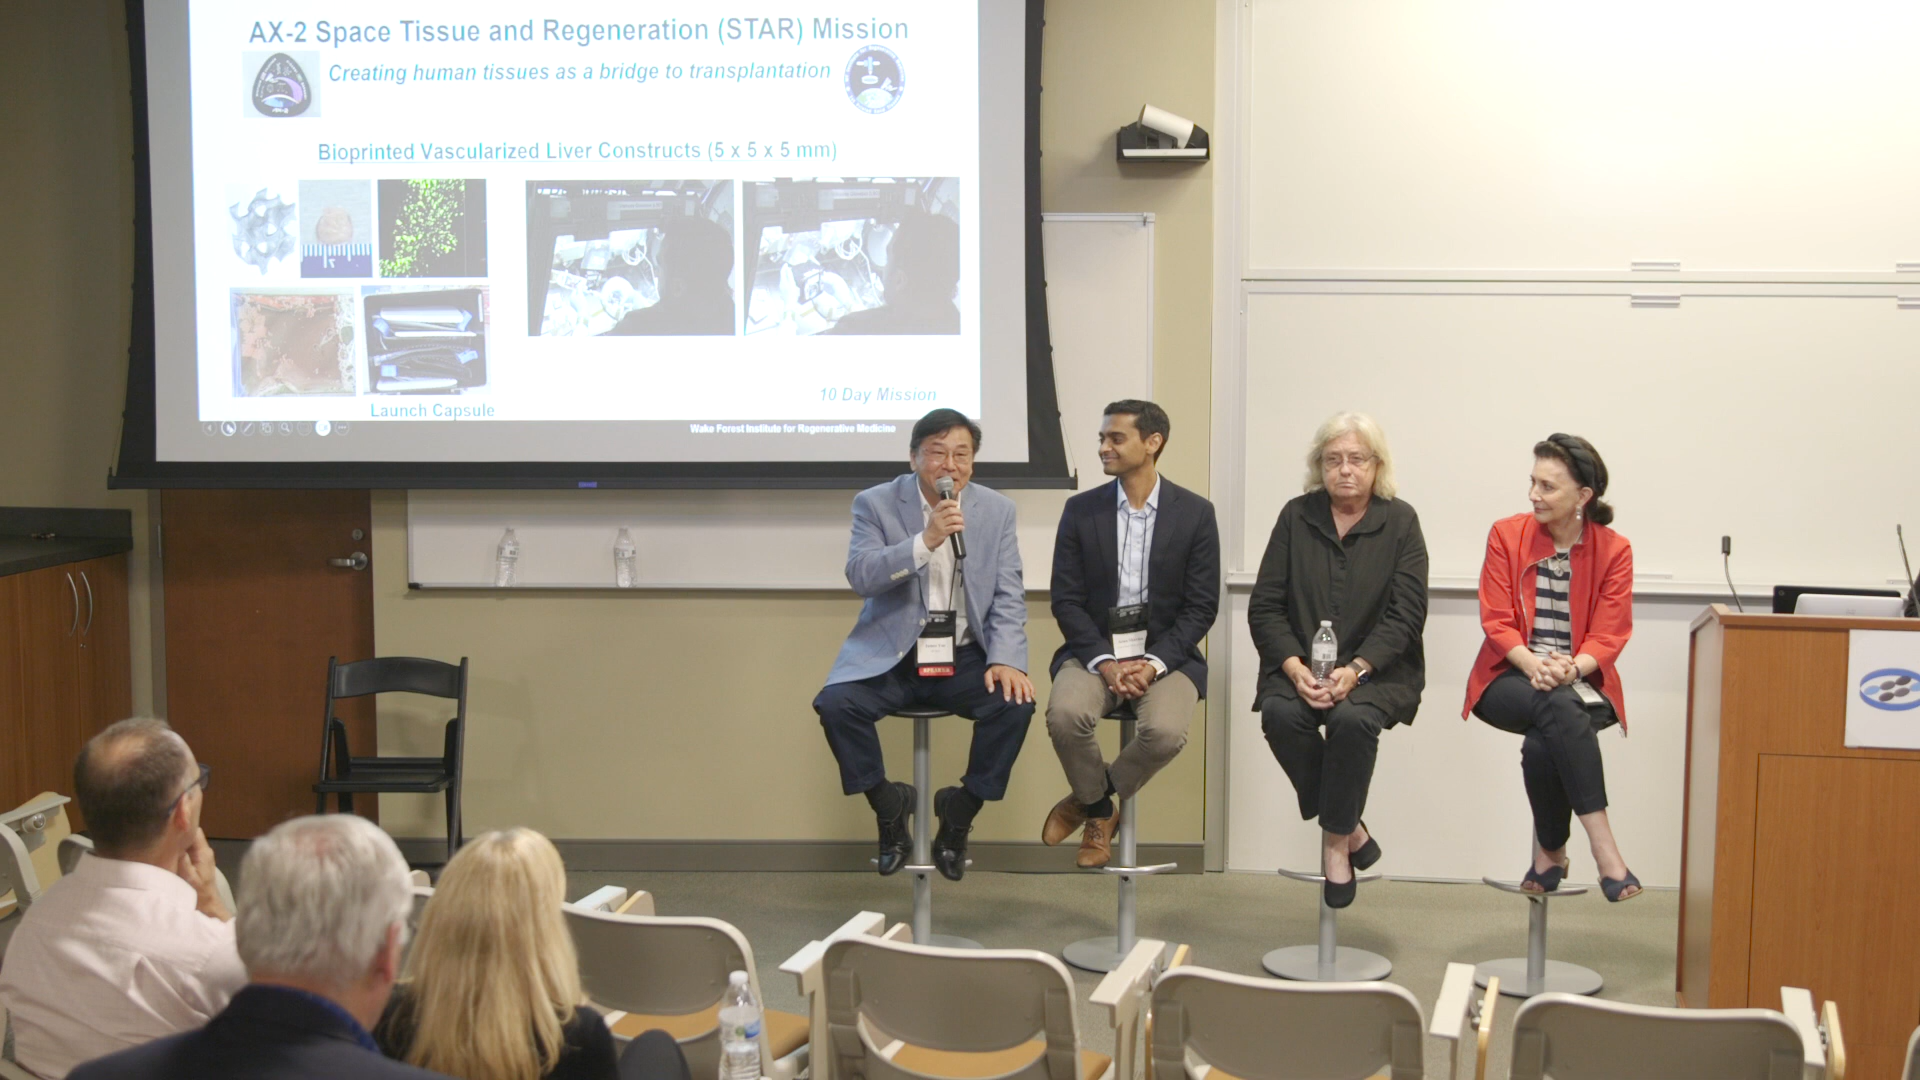 AX-2 Space Tissue and Regeneration (STAR) Mission
Creating human tissues as a bridge to transplantation
Bioprinted Vascularized Liver Constructs (5 x 5 x 5 mm)
Launch Capsule
10 Day Mission
Wake Forest Institute for Regenerative Medicine
SPEAKER